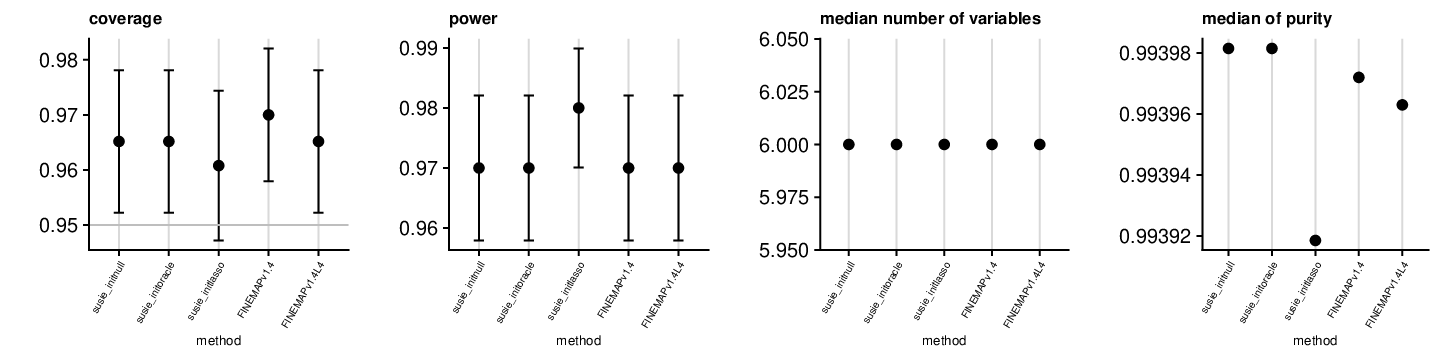 coverage
0.98
0.97
0.96
0.95
susie_initnull
susie_initoracle
susie_initlasso
FINEMAPv1.4
FINEMAPv1.4L4
method
power
0.99
0.98
0.97
0.96
susie_initnull
susie_initoracle
susie_initlasso
FINEMAPv1.4
FINEMAPv1.4L4
method
median number of variables
6.050
6.025
6.000
5.975
5.950
susie_initnull
susie_initoracle
susie_initlasso
FINEMAPv1.4
FINEMAPv1.4L4
method
median of purity
0.99398
0.99396
0.99394
0.99392
susie_initnull
susie_initoracle
susie_initlasso
FINEMAPv1.4
FINEMAPv1.4L4
method